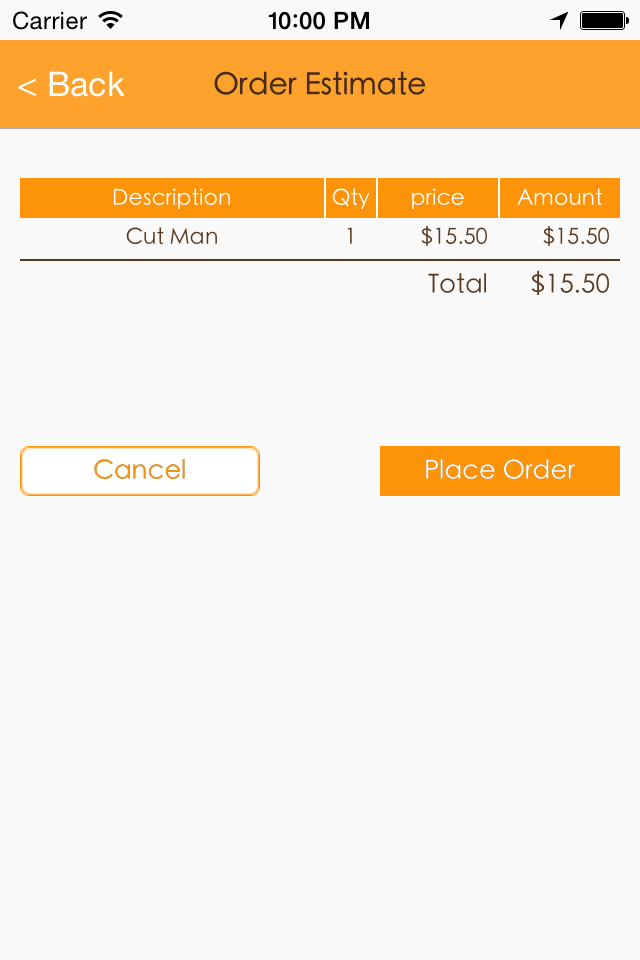 Carrier 10:00 PM
< Back Order Estimate
Description Qty price Amount
Cut Man 1 $15.50 $15.50
Total $15.50
Cancel Place Order